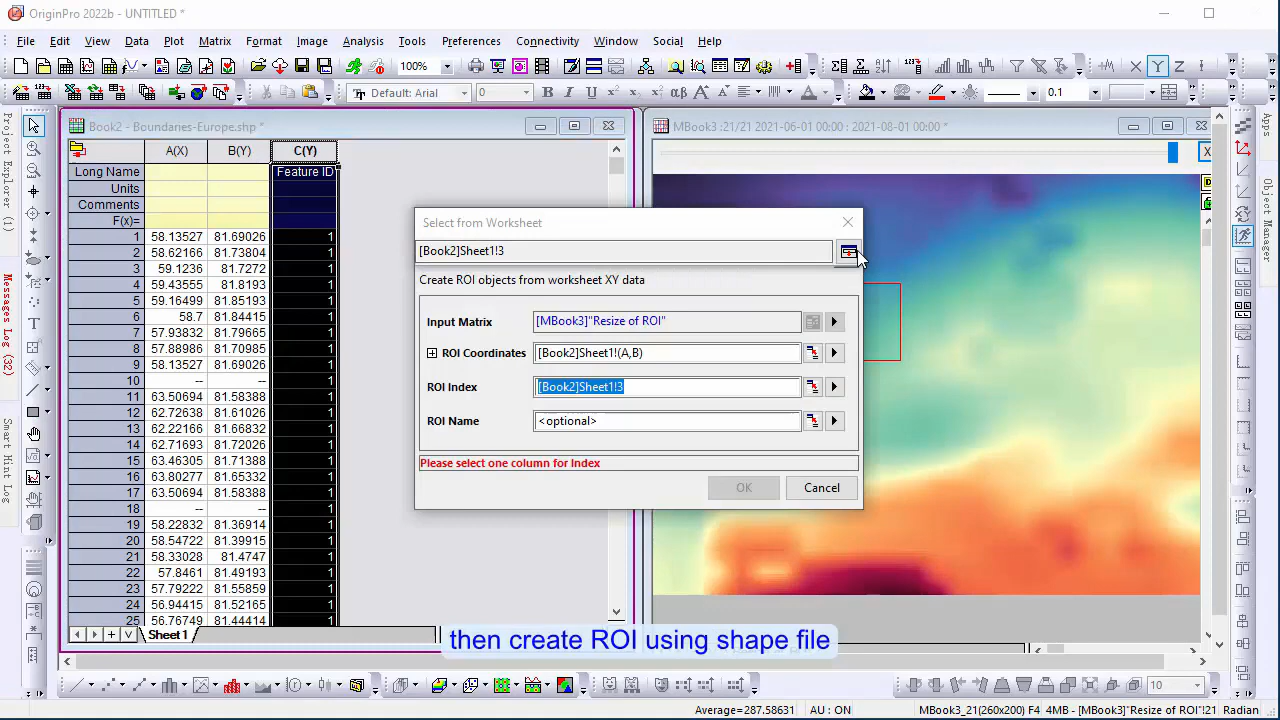 OriginPro 2022b - UNTITLED *
File Edit View Data Plot Matrix Format Image Analysis Tools Preferences Connectivity Window Social Help
100%
Default: Arial 0 B I U 0.1
Project Explorer (1)
Messages Log
Smart Hint Log
Apps
Object Manager
Book2 - Boundanes-Europe.shp *
A(X) B(Y) C(Y)
Long Name Feature ID
Units
Comments
F(x)=
1 58.13527 81.69026 1
2 58.62166 81.73804 1
3 59.1236 81.7272 1
4 59.43555 81.8193 1
5 59.16499 81.85193 1
6 58.7 81.84415 1
7 57.93832 81.79665 1
8 57.88986 81.70985 1
9 58.13527 81.69026 1
10 -- -- 1
11 63.50694 81.58388 1
12 62.72638 81.61026 1
13 62.22166 81.66832 1
14 62.71693 81.72026 1
15 63.46305 81.71388 1
16 63.80277 81.65332 1
17 63.50694 81.58388 1
18 -- -- 1
19 58.22832 81.36914 1
20 58.54722 81.39915 1
21 58.33028 81.4747 1
22 57.8461 81.49193 1
23 57.79222 81.55859 1
24 56.94415 81.52165 1
25 56.76749 81.44414 1
Sheet1
MBook3 :21/21 2021-06-01 00:00 : 2021-08-01 00:00 *
X
D
Select from Worksheet
[Book2]Sheet1!3
Create ROI objects from worksheet XY data
Input Matrix [MBook3]"Resize of ROI"
ROI Coordinates [Book2]Sheet1!(A,B)
ROI Index [Book2]Sheet1!3
ROI Name <optional>
Please select one column for Index
OK Cancel
then create ROI using shape file
10
Average=287.58631 AU : ON MBook3_21(260x200) F4 4MB - [MBook3]"Resize of ROI"!21 Radian